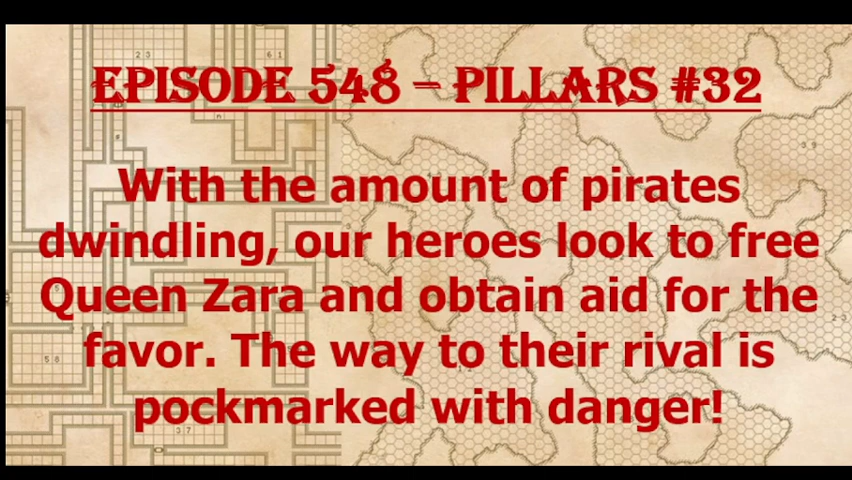 EPISODE 548 – PILLARS #32
With the amount of pirates
dwindling, our heroes look to free
Queen Zara and obtain aid for the
favor. The way to their rival is
pockmarked with danger!